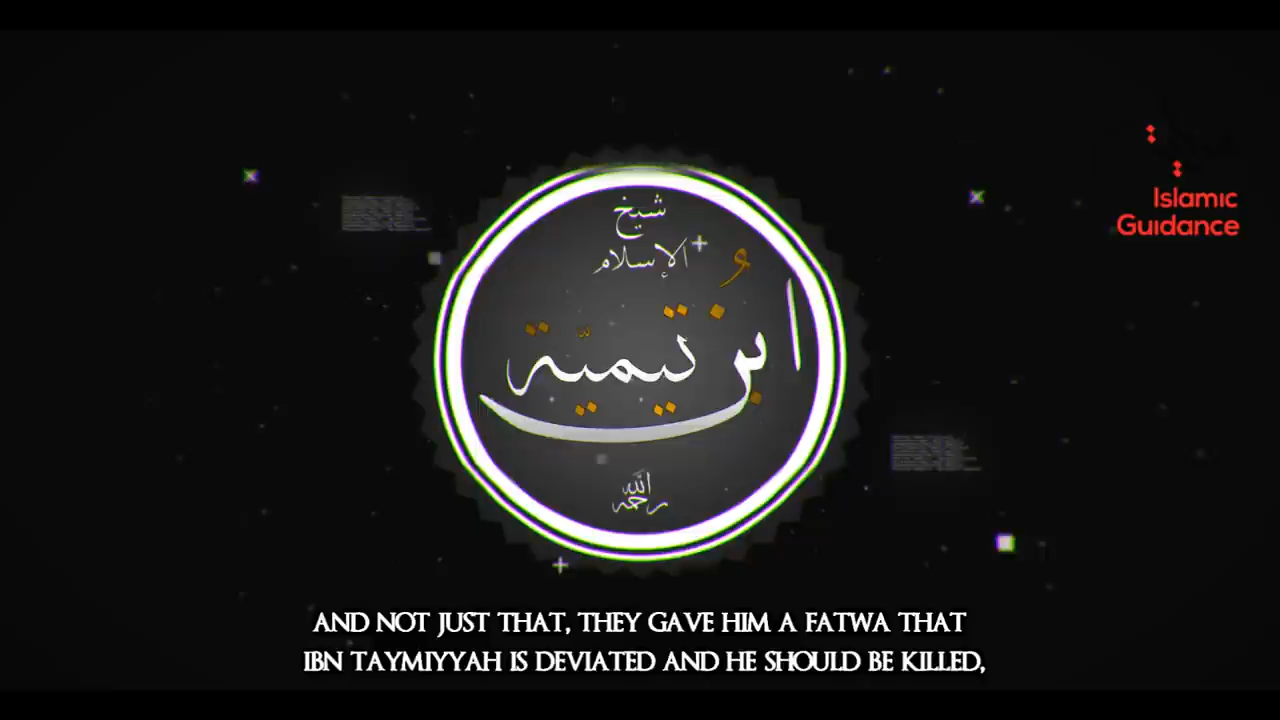 Islamic
Guidance
شيخ
الإسلام
ابنُ تيميّة
رحمه الله
AND NOT JUST THAT, THEY GAVE HIM A FATWA THAT
IBN TAYMIYYAH IS DEVIATED AND HE SHOULD BE KILLED,